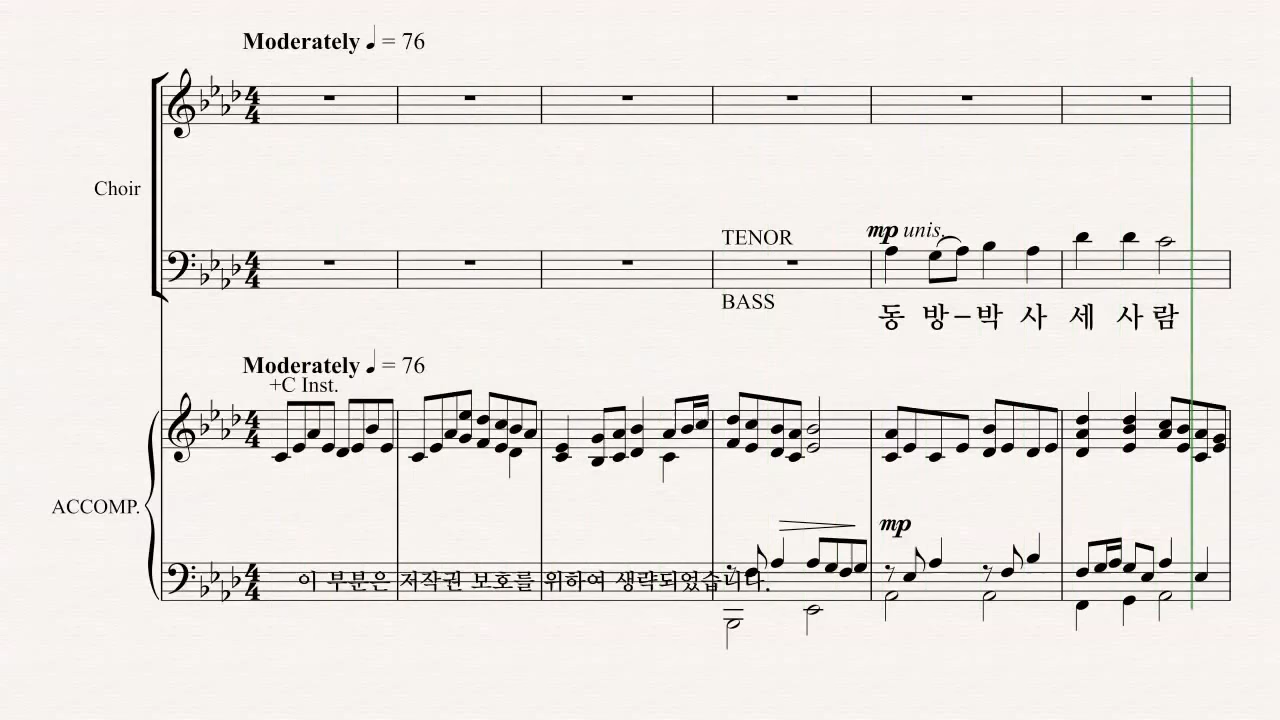 Moderately ♩ = 76
Choir
TENOR
mp unis.
BASS
동 방 – 박 사 세 사 람
Moderately ♩ = 76
+C Inst.
ACCOMP.
mp
이 부분은 저작권 보호를 위하여 생략되었습니다.